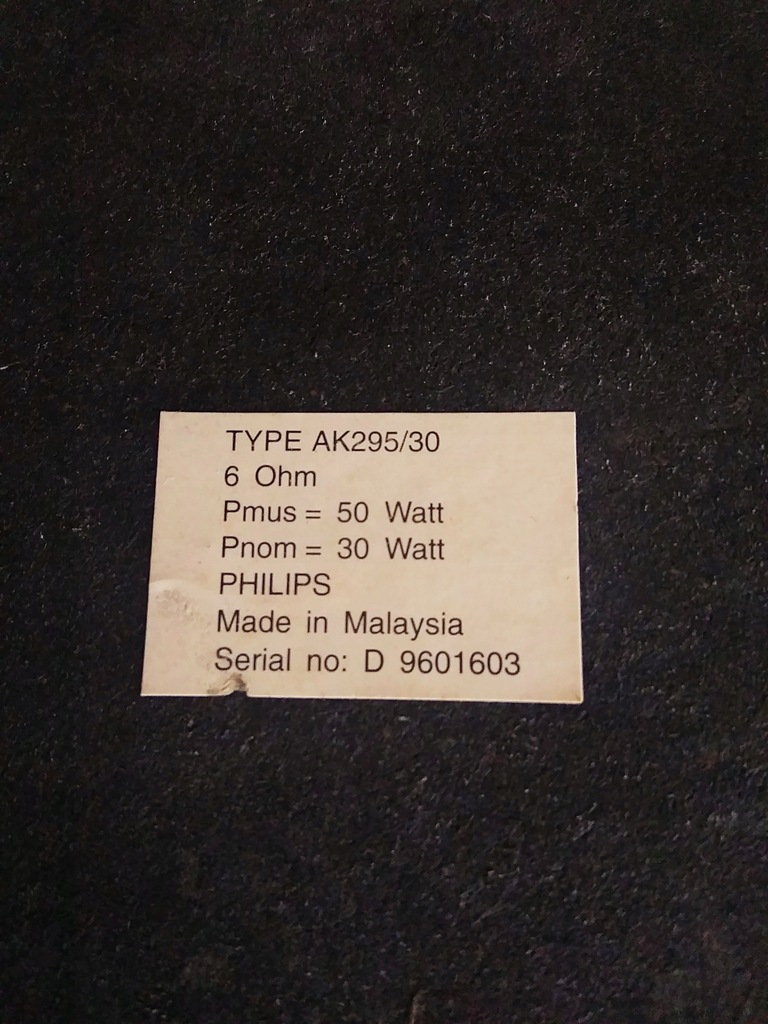 TYPE AK295/30
6 Ohm
Pmus = 50 Watt
Pnom = 30 Watt
PHILIPS
Made in Malaysia
Serial no: D 9601603